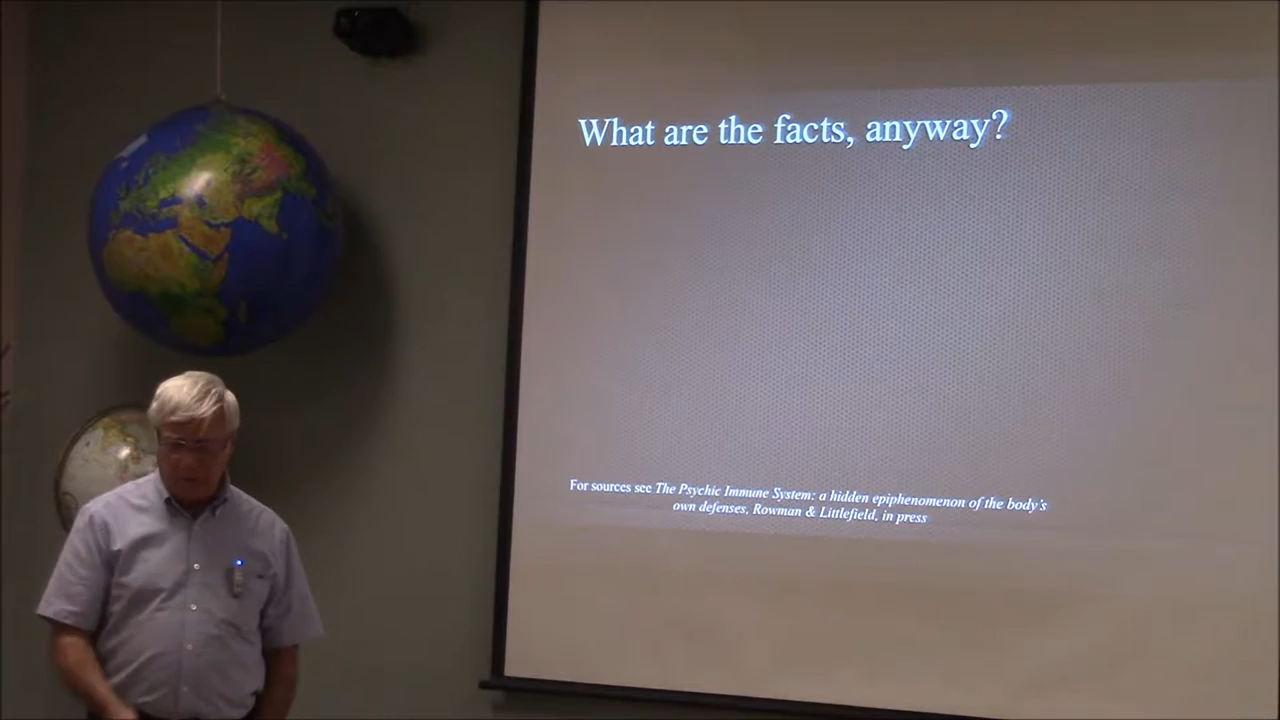 What are the facts, anyway?
For sources see The Psychic Immune System: a hidden epiphenomenon of the body's
own defenses, Rowman & Littlefield, in press